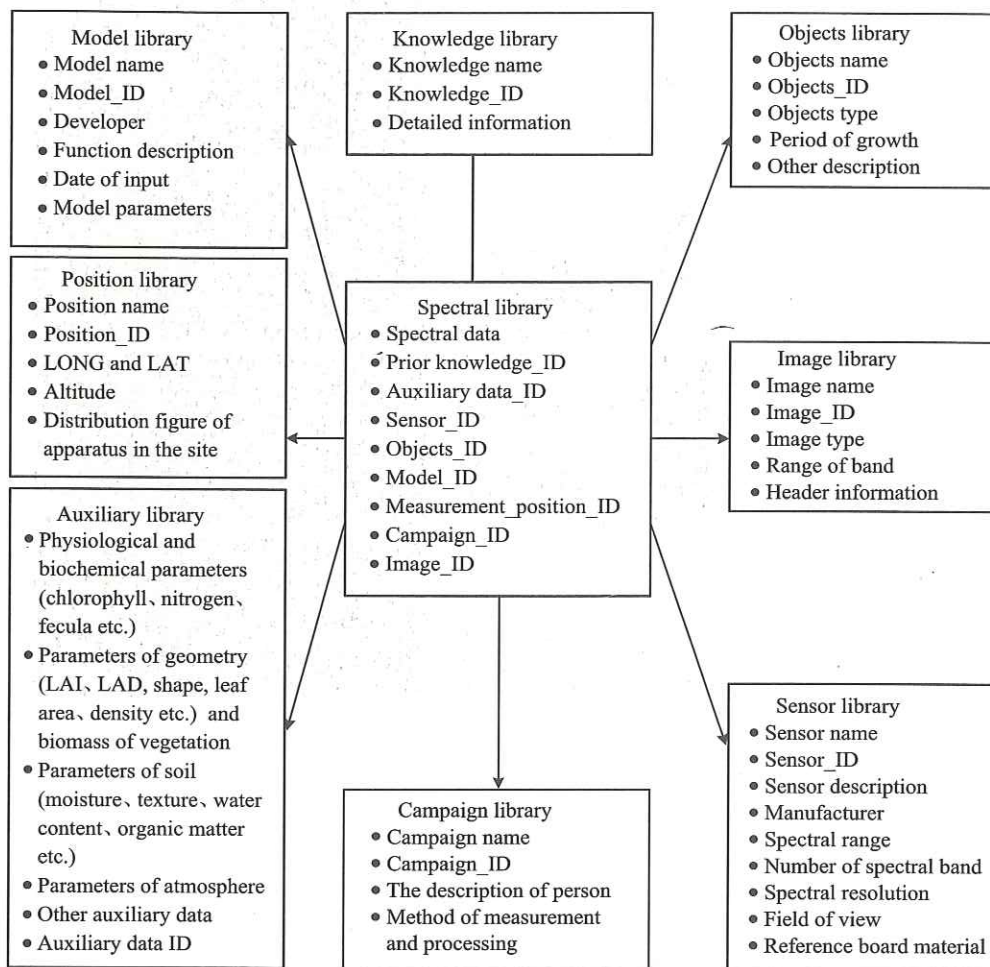 Model library
• Model name
• Model_ID
• Developer
• Function description
• Date of input
• Model parameters
Knowledge library
• Knowledge name
• Knowledge_ID
• Detailed information
Objects library
• Objects name
• Objects_ID
• Objects type
• Period of growth
• Other description
Position library
• Position name
• Position_ID
• LONG and LAT
• Altitude
• Distribution figure of
apparatus in the site
Spectral library
• Spectral data
• Prior knowledge_ID
• Auxiliary data_ID
• Sensor_ID
• Objects_ID
• Model_ID
• Measurement_position_ID
• Campaign_ID
• Image_ID
Image library
• Image name
• Image_ID
• Image type
• Range of band
• Header information
Auxiliary library
• Physiological and
biochemical parameters
(chlorophyll、nitrogen、
fecula etc.)
• Parameters of geometry
(LAI、LAD, shape, leaf
area、density etc.) and
biomass of vegetation
• Parameters of soil
(moisture、texture、water
content、organic matter
etc.)
• Parameters of atmosphere
• Other auxiliary data
• Auxiliary data ID
Campaign library
• Campaign name
• Campaign_ID
• The description of person
• Method of measurement
and processing
Sensor library
• Sensor name
• Sensor_ID
• Sensor description
• Manufacturer
• Spectral range
• Number of spectral band
• Spectral resolution
• Field of view
• Reference board material